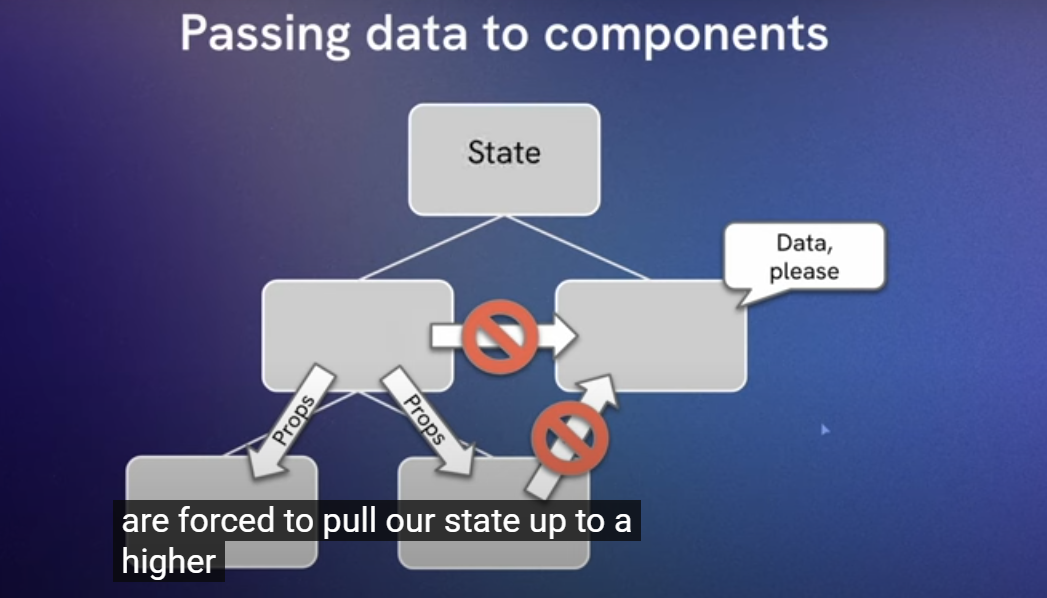 Passing data to components
State
Data,
please
Props
Props
are forced to pull our state up to a
higher